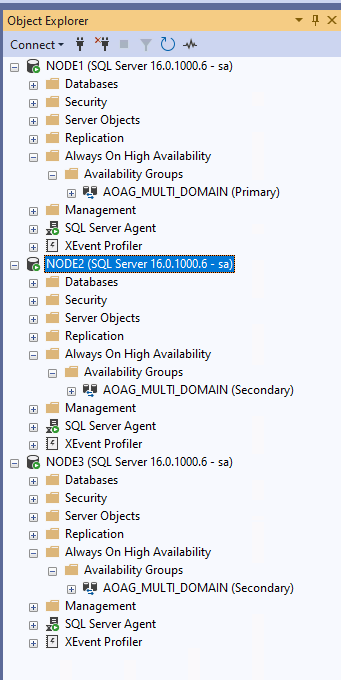 Object Explorer
Connect
NODE1 (SQL Server 16.0.1000.6 - sa)
Databases
Security
Server Objects
Replication
Always On High Availability
Availability Groups
AOAG_MULTI_DOMAIN (Primary)
Management
SQL Server Agent
XEvent Profiler
NODE2 (SQL Server 16.0.1000.6 - sa)
Databases
Security
Server Objects
Replication
Always On High Availability
Availability Groups
AOAG_MULTI_DOMAIN (Secondary)
Management
SQL Server Agent
XEvent Profiler
NODE3 (SQL Server 16.0.1000.6 - sa)
Databases
Security
Server Objects
Replication
Always On High Availability
Availability Groups
AOAG_MULTI_DOMAIN (Secondary)
Management
SQL Server Agent
XEvent Profiler